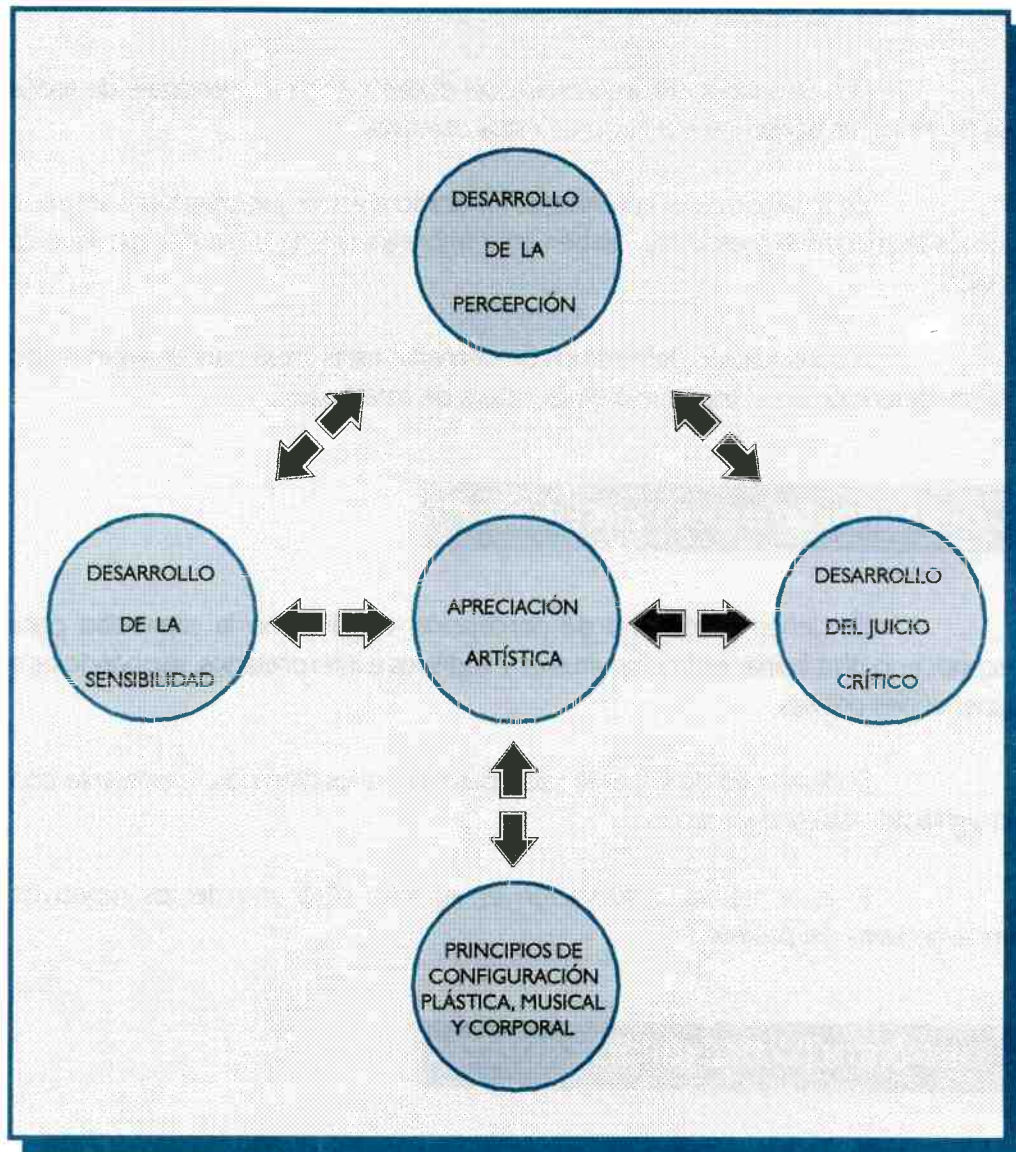 DESARROLLO
DE LA
PERCEPCIÓN
DESARROLLO
DE LA
SENSIBILIDAD
APRECIACIÓN
ARTÍSTICA
DESARROLLO
DEL JUICIO
CRÍTICO
PRINCIPIOS DE
CONFIGURACIÓN
PLÁSTICA, MUSICAL
Y CORPORAL